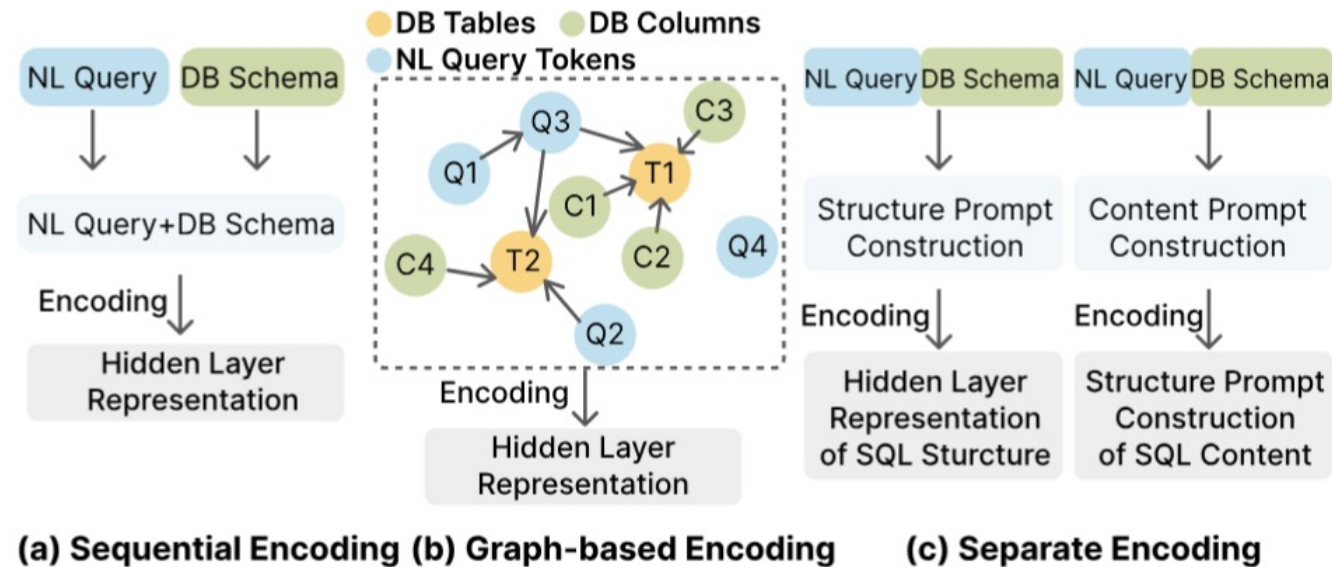 NL Query
DB Schema
NL Query+DB Schema
Encoding
Hidden Layer
Representation
(a) Sequential Encoding
DB Tables
DB Columns
NL Query Tokens
Q3
C3
Q1
T1
C1
Q4
C4
T2
C2
Q2
Encoding
Hidden Layer
Representation
(b) Graph-based Encoding
NL Query DB Schema
Structure Prompt
Construction
Encoding
Hidden Layer
Representation
of SQL Sturcture
NL Query DB Schema
Content Prompt
Construction
Encoding
Structure Prompt
Construction
of SQL Content
(c) Separate Encoding